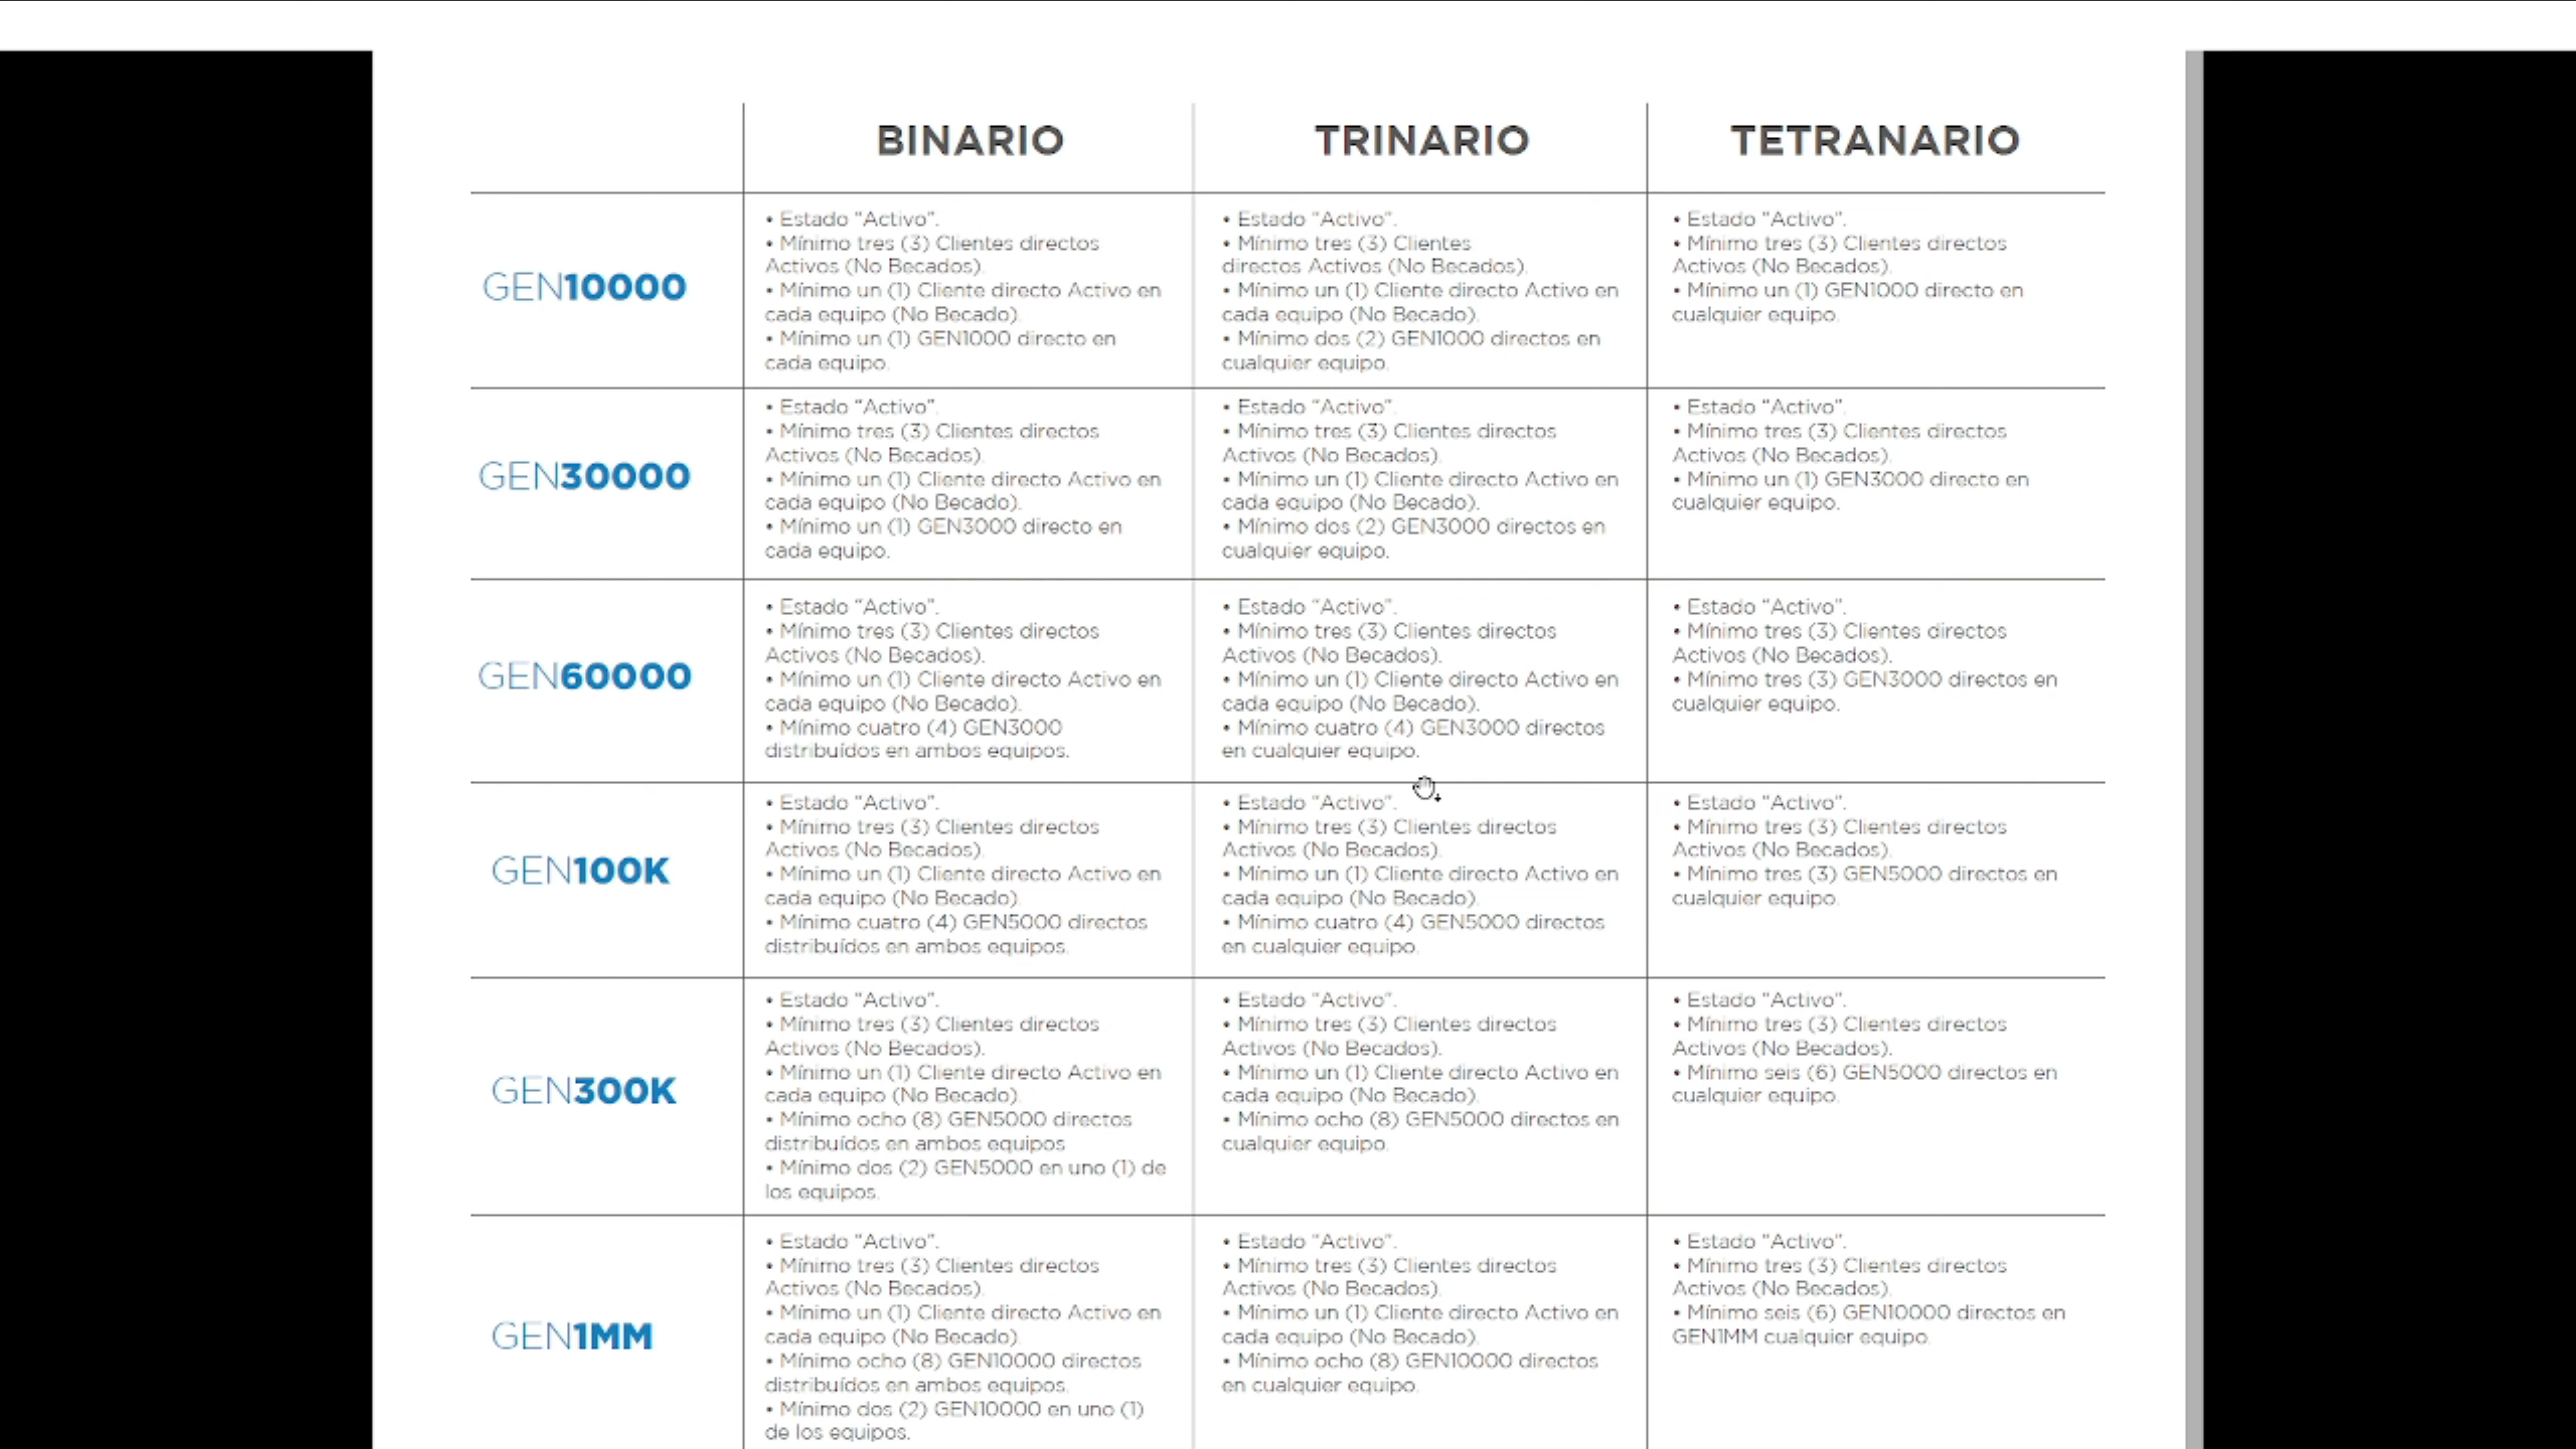 BINARIO
TRINARIO
TETRANARIO
GEN10000
• Estado "Activo".
• Mínimo tres (3) Clientes directos
Activos (No Becados).
• Mínimo un (1) Cliente directo Activo en
cada equipo (No Becado).
• Mínimo un (1) GEN1000 directo en
cada equipo.
• Estado "Activo".
• Mínimo tres (3) Clientes
directos Activos (No Becados).
• Mínimo un (1) Cliente directo Activo en
cada equipo (No Becado).
• Mínimo dos (2) GEN1000 directos en
cualquier equipo.
• Estado "Activo".
• Mínimo tres (3) Clientes directos
Activos (No Becados).
• Mínimo un (1) GEN1000 directo en
cualquier equipo.
GEN30000
• Estado "Activo".
• Mínimo tres (3) Clientes directos
Activos (No Becados).
• Mínimo un (1) Cliente directo Activo en
cada equipo (No Becado).
• Mínimo un (1) GEN3000 directo en
cada equipo.
• Estado "Activo".
• Mínimo tres (3) Clientes directos
Activos (No Becados).
• Mínimo un (1) Cliente directo Activo en
cada equipo (No Becado).
• Mínimo dos (2) GEN3000 directos en
cualquier equipo.
• Estado "Activo".
• Mínimo tres (3) Clientes directos
Activos (No Becados).
• Mínimo un (1) GEN3000 directo en
cualquier equipo.
GEN60000
• Estado "Activo".
• Mínimo tres (3) Clientes directos
Activos (No Becados).
• Mínimo un (1) Cliente directo Activo en
cada equipo (No Becado).
• Mínimo cuatro (4) GEN3000
distribuídos en ambos equipos.
• Estado "Activo".
• Mínimo tres (3) Clientes directos
Activos (No Becados).
• Mínimo un (1) Cliente directo Activo en
cada equipo (No Becado).
• Mínimo cuatro (4) GEN3000 directos
en cualquier equipo.
• Estado "Activo".
• Mínimo tres (3) Clientes directos
Activos (No Becados).
• Mínimo tres (3) GEN3000 directos en
cualquier equipo.
GEN100K
• Estado "Activo".
• Mínimo tres (3) Clientes directos
Activos (No Becados).
• Mínimo un (1) Cliente directo Activo en
cada equipo (No Becado)
• Mínimo cuatro (4) GEN5000 directos
distribuídos en ambos equipos.
• Estado "Activo".
• Mínimo tres (3) Clientes directos
Activos (No Becados).
• Mínimo un (1) Cliente directo Activo en
cada equipo (No Becado).
• Mínimo cuatro (4) GEN5000 directos
en cualquier equipo.
• Estado "Activo".
• Mínimo tres (3) Clientes directos
Activos (No Becados).
• Mínimo tres (3) GEN5000 directos en
cualquier equipo.
GEN300K
• Estado "Activo".
• Mínimo tres (3) Clientes directos
Activos (No Becados).
• Mínimo un (1) Cliente directo Activo en
cada equipo (No Becado)
• Mínimo ocho (8) GEN5000 directos
distribuídos en ambos equipos
• Mínimo dos (2) GEN5000 en uno (1) de
los equipos.
• Estado "Activo".
• Mínimo tres (3) Clientes directos
Activos (No Becados).
• Mínimo un (1) Cliente directo Activo en
cada equipo (No Becado).
• Mínimo ocho (8) GEN5000 directos en
cualquier equipo.
• Estado "Activo".
• Mínimo tres (3) Clientes directos
Activos (No Becados).
• Mínimo seis (6) GEN5000 directos en
cualquier equipo.
GEN1MM
• Estado "Activo".
• Mínimo tres (3) Clientes directos
Activos (No Becados).
• Mínimo un (1) Cliente directo Activo en
cada equipo (No Becado)
• Mínimo ocho (8) GEN10000 directos
distribuídos en ambos equipos.
• Mínimo dos (2) GEN10000 en uno (1)
de los equipos.
• Estado "Activo".
• Mínimo tres (3) Clientes directos
Activos (No Becados).
• Mínimo un (1) Cliente directo Activo en
cada equipo (No Becado).
• Mínimo ocho (8) GEN10000 directos
en cualquier equipo.
• Estado "Activo".
• Mínimo tres (3) Clientes directos
Activos (No Becados).
• Mínimo seis (6) GEN10000 directos en
GEN1MM cualquier equipo.